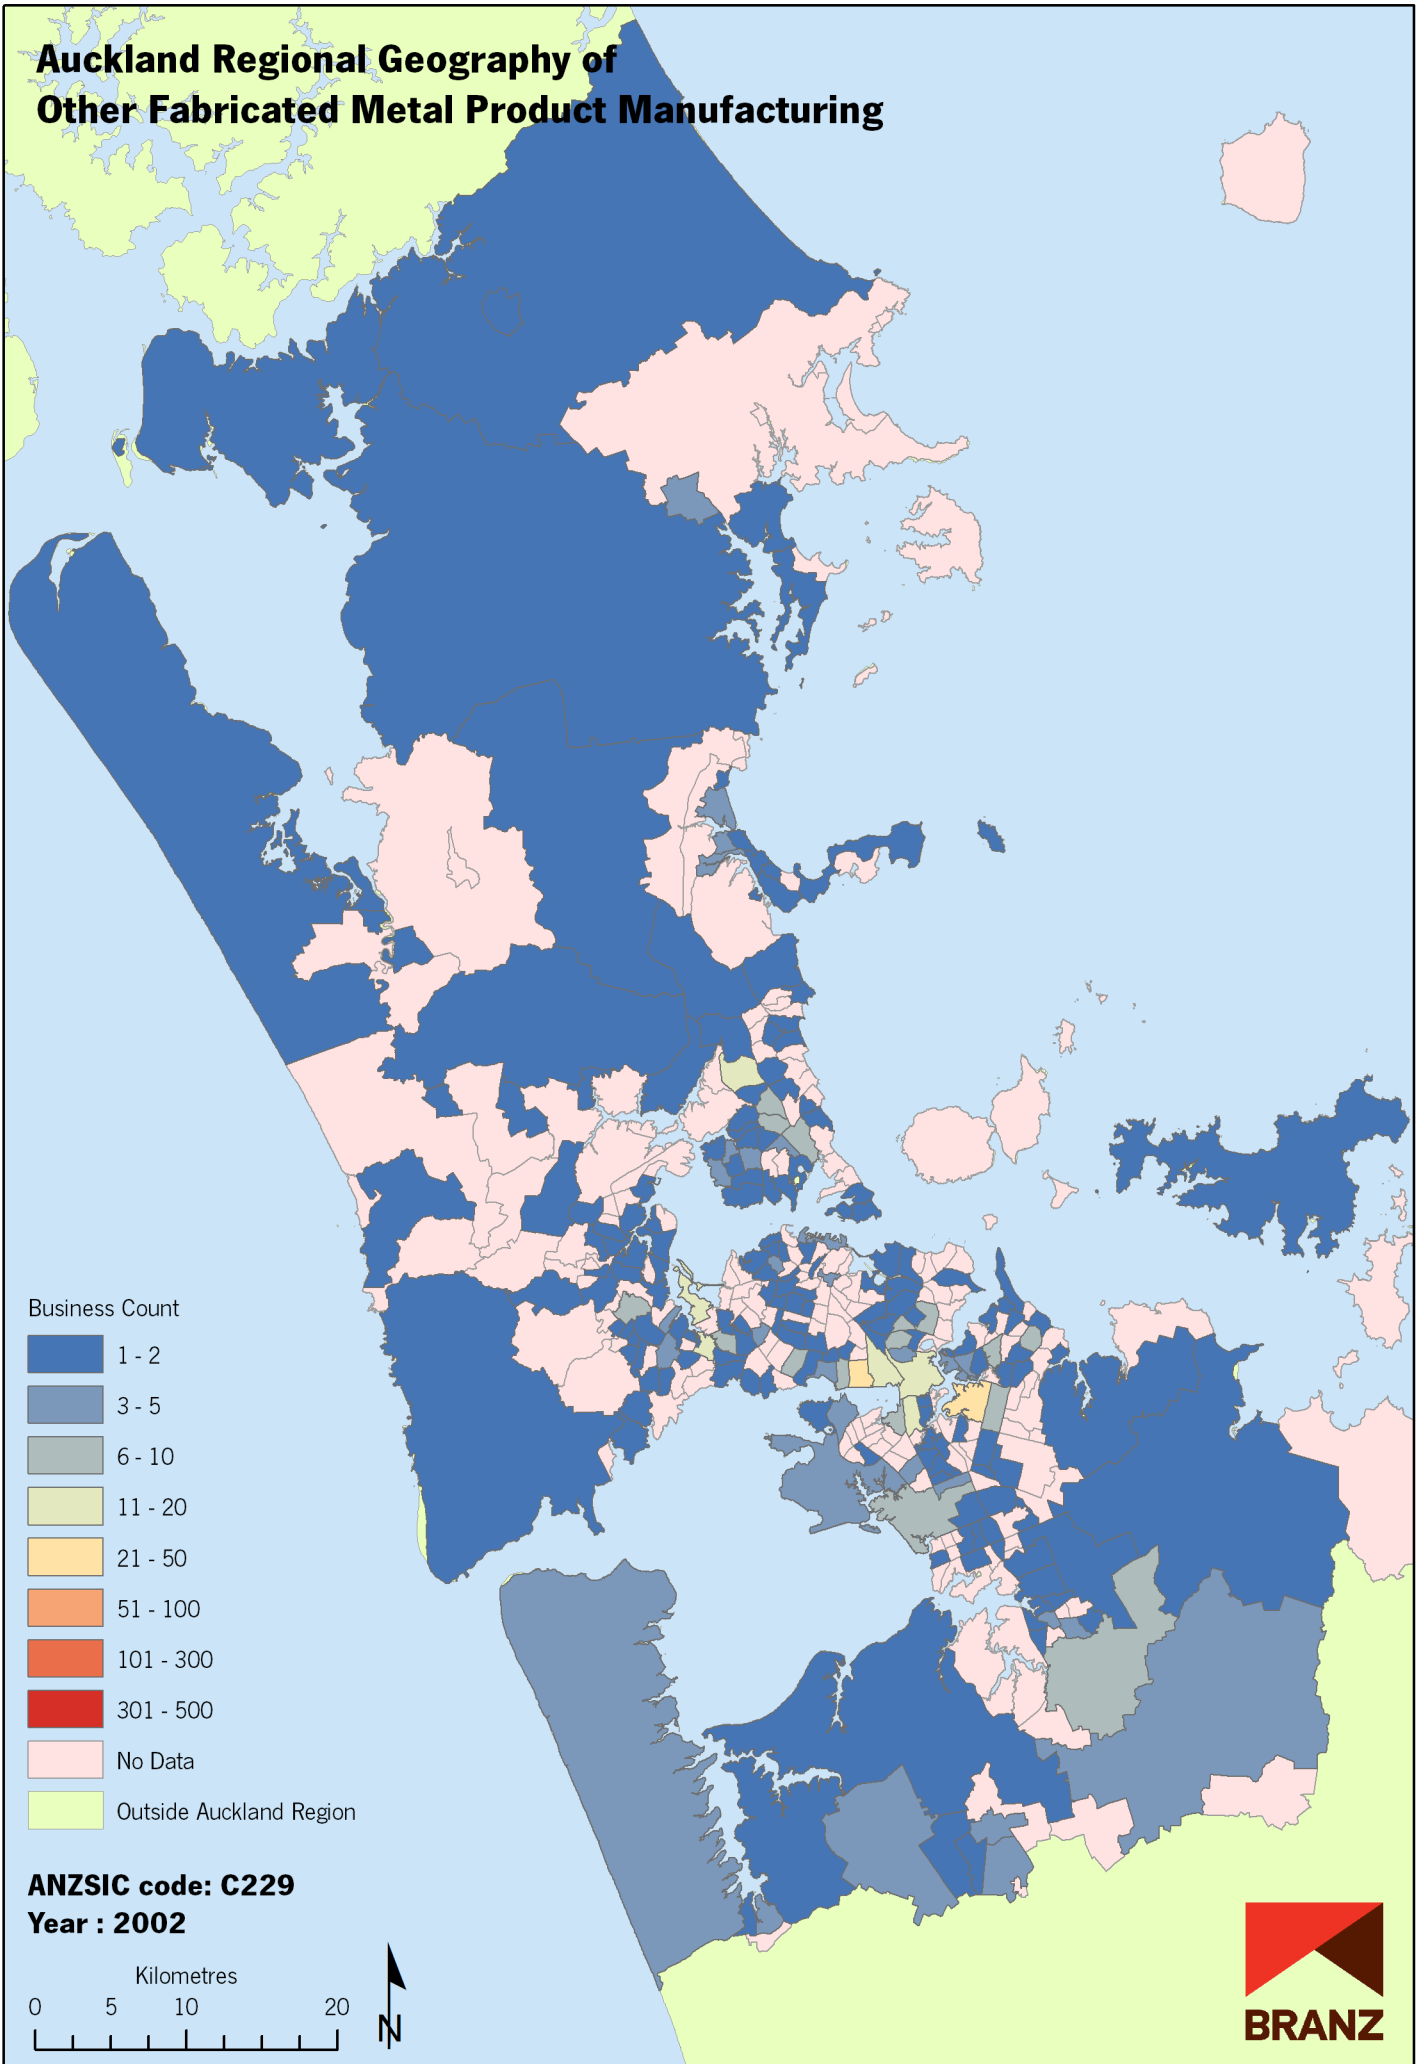 Auckland Regional Geography of
Other Fabricated Metal Product Manufacturing
Business Count
1 - 2
3 - 5
6 - 10
11 - 20
21 - 50
51 - 100
101 - 300
301 - 500
No Data
Outside Auckland Region
ANZSIC code: C229
Year : 2002
Kilometres
0 5 10 20
N
BRANZ